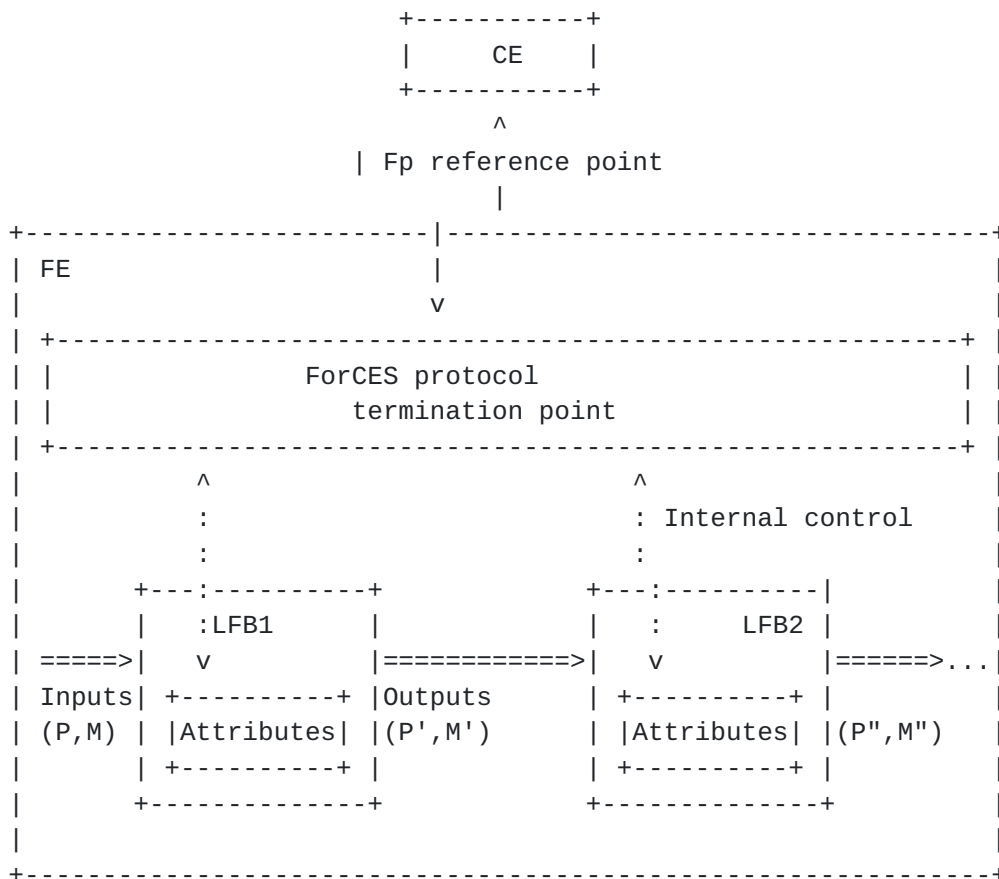 CE
Fp reference point
FE
ForCES protocol
termination point
Internal control
LFB1 LFB2
Inputs Outputs
(P,M) Attributes (P',M') Attributes (P",M")